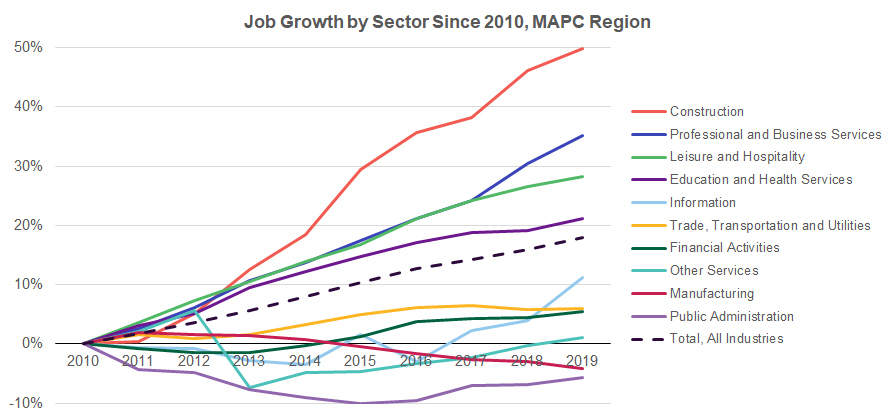 Job Growth by Sector Since 2010, MAPC Region
50%
40%
30%
20%
10%
0%
-10%
2010 2011 2012 2013 2014 2015 2016 2017 2018 2019
Construction
Professional and Business Services
Leisure and Hospitality
Education and Health Services
Information
Trade, Transportation and Utilities
Financial Activities
Other Services
Manufacturing
Public Administration
Total, All Industries